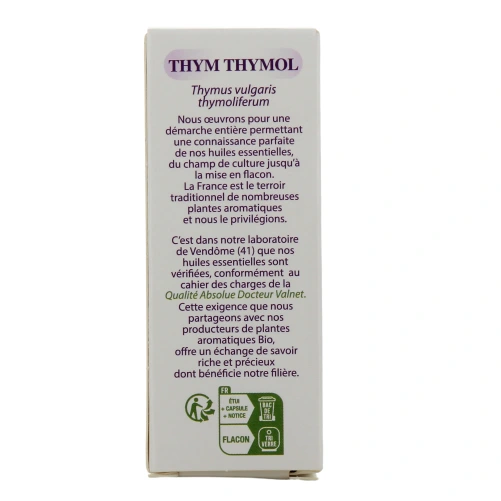 THYM THYMOL
Thymus vulgaris
thymoliferum
Nous œuvrons pour une
démarche entière permettant
une connaissance parfaite
de nos huiles essentielles,
du champ de culture jusqu'à
la mise en flacon.
La France est le terroir
traditionnel de nombreuses
plantes aromatiques
et nous le privilégions.
C'est dans notre laboratoire
de Vendôme (41) que nos
huiles essentielles sont
vérifiées, conformément au
cahier des charges de la
Qualité Absolue Docteur Valnet.
Cette exigence que nous
partageons avec nos
producteurs de plantes
aromatiques Bio,
offre un échange de savoir
riche et précieux
dont bénéficie notre filière.
FR
ÉTUI
+ CAPSULE
+ NOTICE
BAC
DE
TRI
FLACON
TRI
VERRE